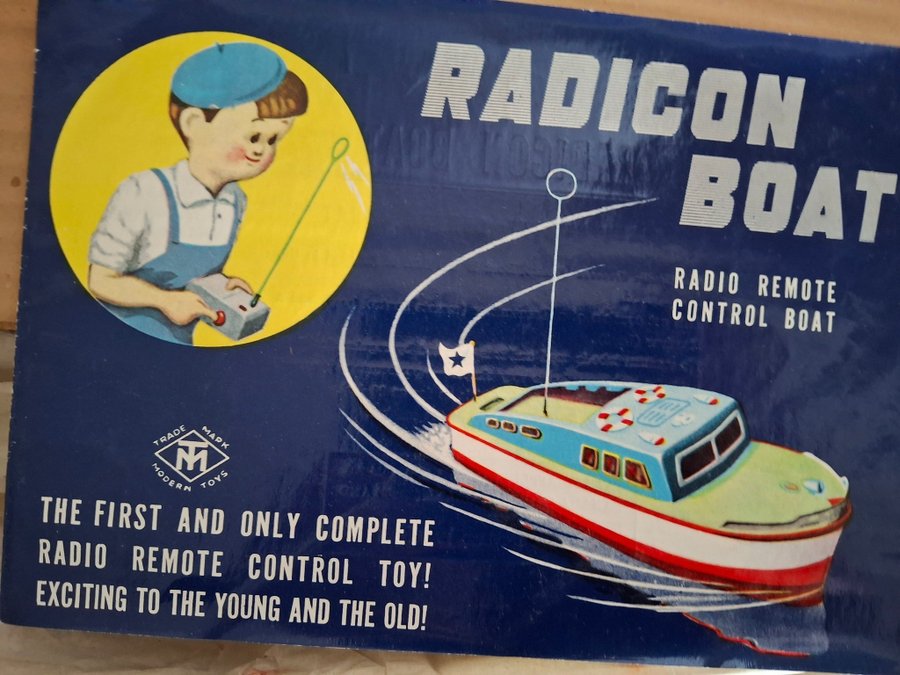 RADICON
BOAT
RADIO REMOTE
CONTROL BOAT
TRADE MARK
TM
MODERN TOYS
THE FIRST AND ONLY COMPLETE
RADIO REMOTE CONTROL TOY!
EXCITING TO THE YOUNG AND THE OLD!